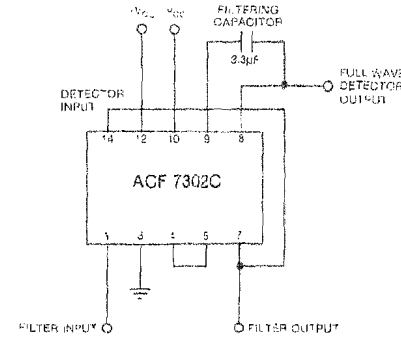 FILTERING
CAPACITOR
3.3μF
FULL WAVE
DETECTOR
OUTPUT
DETECTOR
INPUT
14 12 10 9 8
ACF 7302C
1 3 4 5 7
FILTER INPUT
FILTER OUTPUT